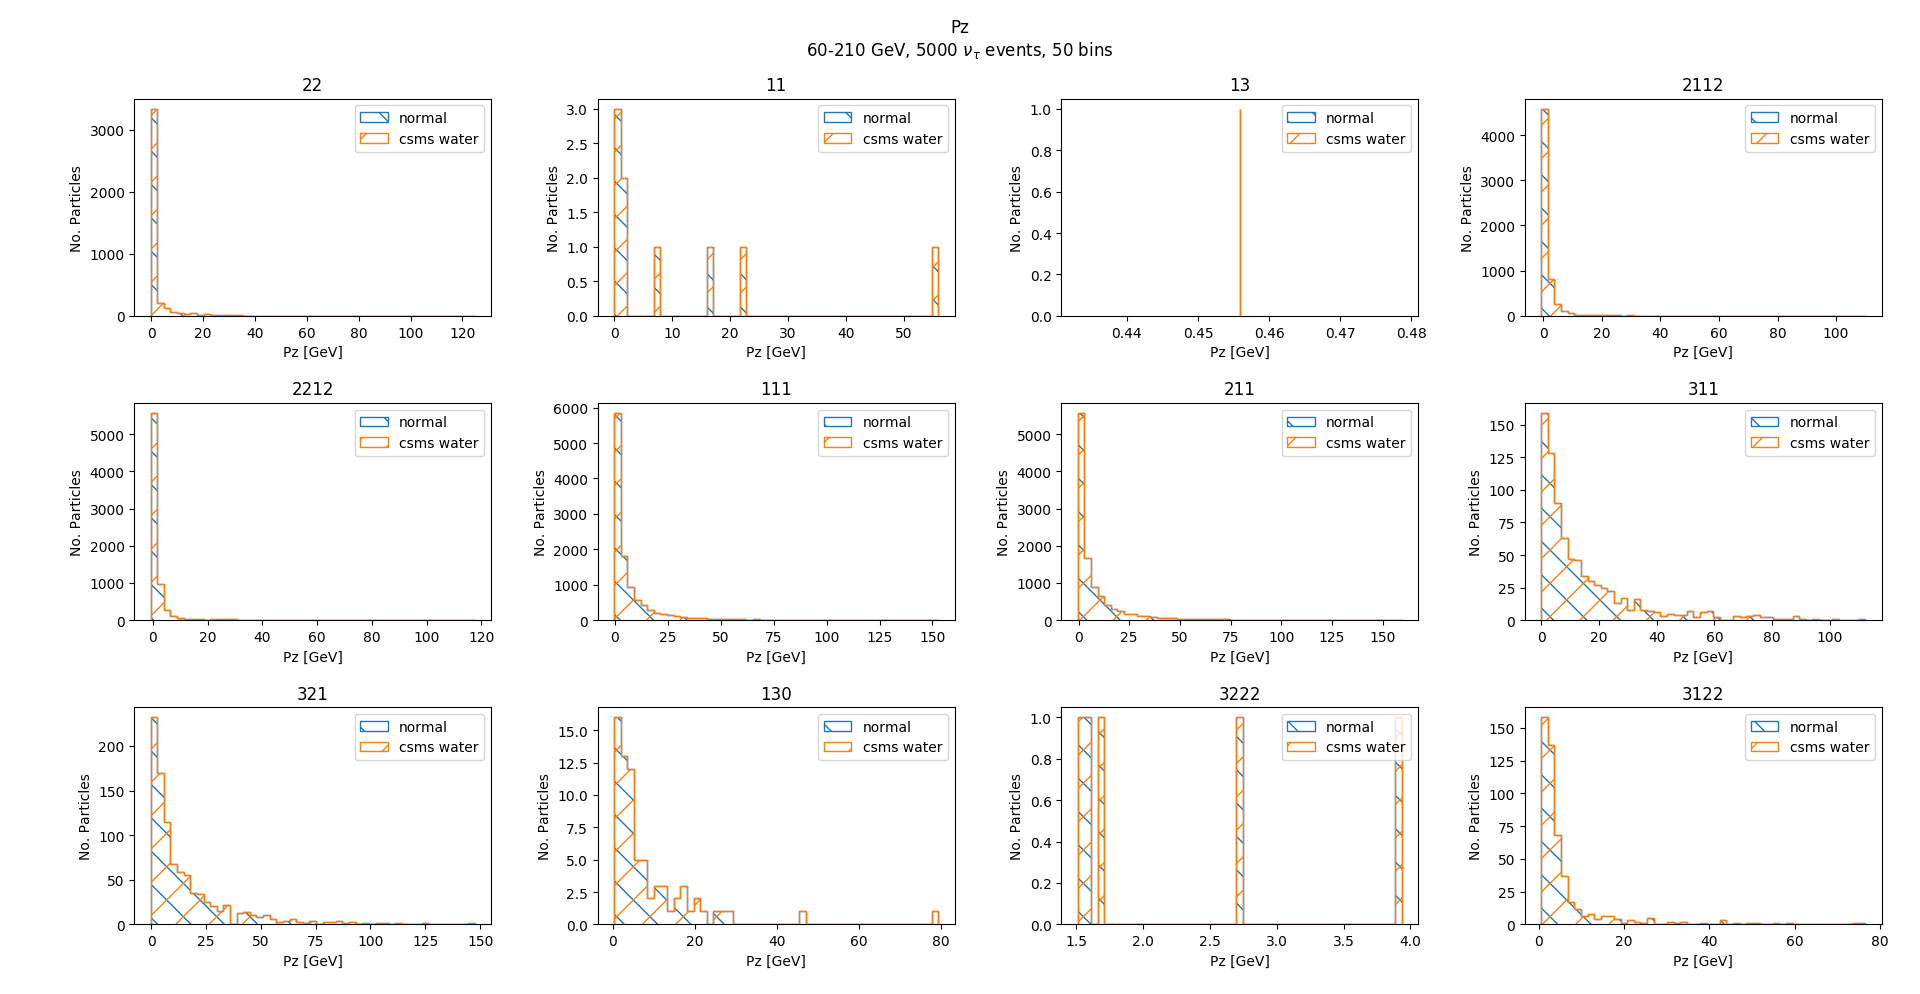 Pz
60-210 GeV, 5000 ντ events, 50 bins
22
normal
csms water
No. Particles
3000
2000
1000
0
0 20 40 60 80 100 120
Pz [GeV]
11
normal
csms water
No. Particles
3.0
2.5
2.0
1.5
1.0
0.5
0.0
0 10 20 30 40 50
Pz [GeV]
13
normal
csms water
No. Particles
1.0
0.8
0.6
0.4
0.2
0.0
0.44 0.45 0.46 0.47 0.48
Pz [GeV]
2112
normal
csms water
No. Particles
4000
3000
2000
1000
0
0 20 40 60 80 100
Pz [GeV]
2212
normal
csms water
No. Particles
5000
4000
3000
2000
1000
0
0 20 40 60 80 100 120
Pz [GeV]
111
normal
csms water
No. Particles
6000
5000
4000
3000
2000
1000
0
0 25 50 75 100 125 150
Pz [GeV]
211
normal
csms water
No. Particles
5000
4000
3000
2000
1000
0
0 25 50 75 100 125 150
Pz [GeV]
311
normal
csms water
No. Particles
150
125
100
75
50
25
0
0 20 40 60 80 100
Pz [GeV]
321
normal
csms water
No. Particles
200
150
100
50
0
0 25 50 75 100 125 150
Pz [GeV]
130
normal
csms water
No. Particles
15.0
12.5
10.0
7.5
5.0
2.5
0.0
0 20 40 60 80
Pz [GeV]
3222
normal
csms water
No. Particles
1.0
0.8
0.6
0.4
0.2
0.0
1.5 2.0 2.5 3.0 3.5 4.0
Pz [GeV]
3122
normal
csms water
No. Particles
150
125
100
75
50
25
0
0 20 40 60 80
Pz [GeV]